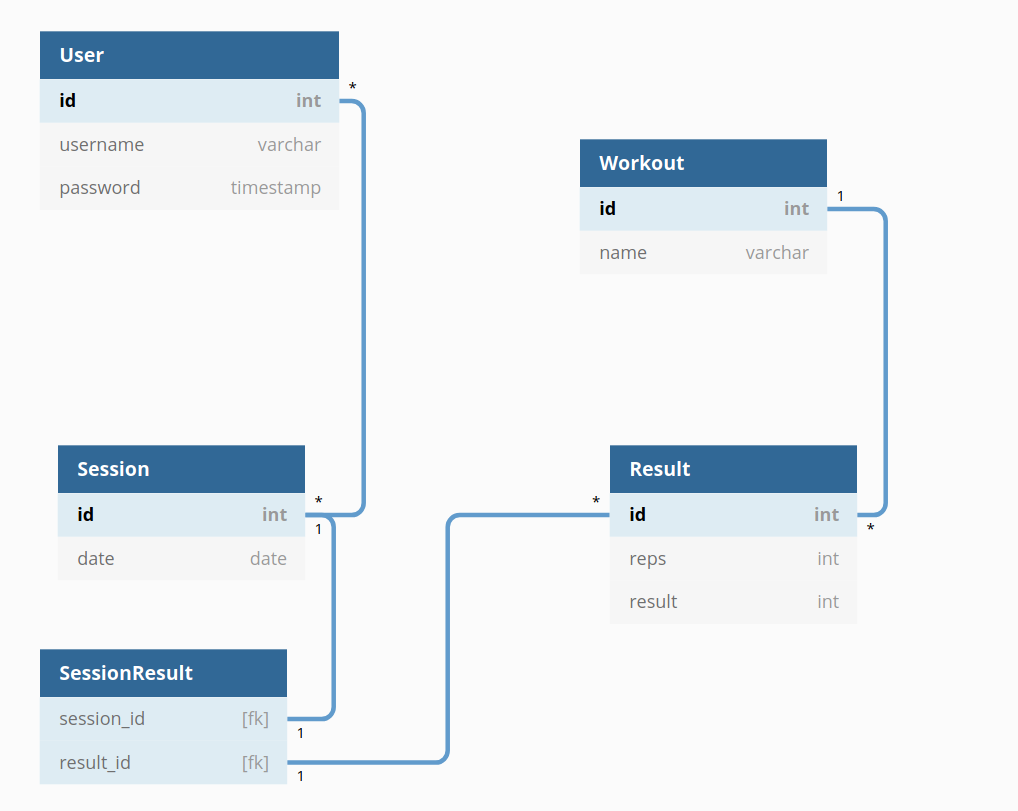 User
id int
username varchar
password timestamp
*
Workout
id int
name varchar
1
Session
id int
date date
*
1
Result
id int
reps int
result int
*
*
SessionResult
session_id [fk]
result_id [fk]
1
1